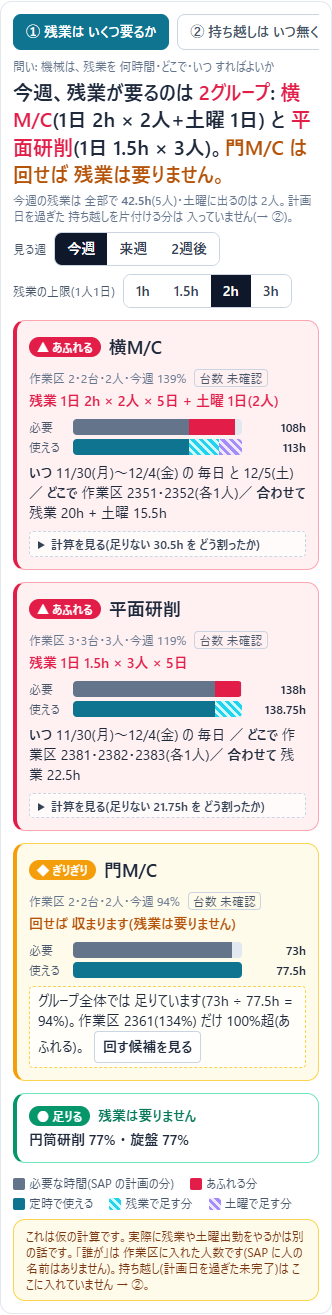 ① 残業は いくつ要るか
② 持ち越しは いつ無く
問い: 機械は、残業を 何時間・どこで・いつ すればよいか
今週、残業が要るのは 2グループ: 横
M/C(1日 2h × 2人+土曜 1日) と 平
面研削(1日 1.5h × 3人)。門M/C は
回せば 残業は要りません。
今週の残業は 全部で 42.5h(5人)・土曜に出るのは 2人。計画
日を過ぎた 持ち越しを片付ける分は 入っていません(→ ②)。
見る週 今週 来週 2週後
残業の上限(1人1日) 1h 1.5h 2h 3h
▲ あふれる 横M/C
作業区 2・2台・2人・今週 139% 台数 未確認
残業 1日 2h × 2人 × 5日 + 土曜 1日(2人)
必要 108h
使える 113h
いつ 11/30(月)〜12/4(金) の 毎日 と 12/5(土)
／ どこで 作業区 2351・2352(各1人)／ 合わせて
残業 20h + 土曜 15.5h
▶ 計算を見る(足りない 30.5h を どう割ったか)
▲ あふれる 平面研削
作業区 3・3台・3人・今週 119% 台数 未確認
残業 1日 1.5h × 3人 × 5日
必要 138h
使える 138.75h
いつ 11/30(月)〜12/4(金) の 毎日 ／ どこで 作
業区 2381・2382・2383(各1人)／ 合わせて 残
業 22.5h
▶ 計算を見る(足りない 21.75h を どう割ったか)
◆ ぎりぎり 門M/C
作業区 2・2台・2人・今週 94% 台数 未確認
回せば 収まります(残業は要りません)
必要 73h
使える 77.5h
グループ全体では 足りています(73h ÷ 77.5h =
94%)。作業区 2361(134%) だけ 100%超(あ
ふれる)。 回す候補を見る
● 足りる 残業は要りません
円筒研削 77%・旋盤 77%
必要な時間(SAP の計画の分) あふれる分
定時で使える 残業で足す分 土曜で足す分
これは仮の計算です。実際に残業や土曜出勤をやるかは別
の話です。「誰が」は 作業区に入れた人数です(SAP に人の
名前はありません)。持ち越し(計画日を過ぎた未完了)は こ
こに入れていません → ②。